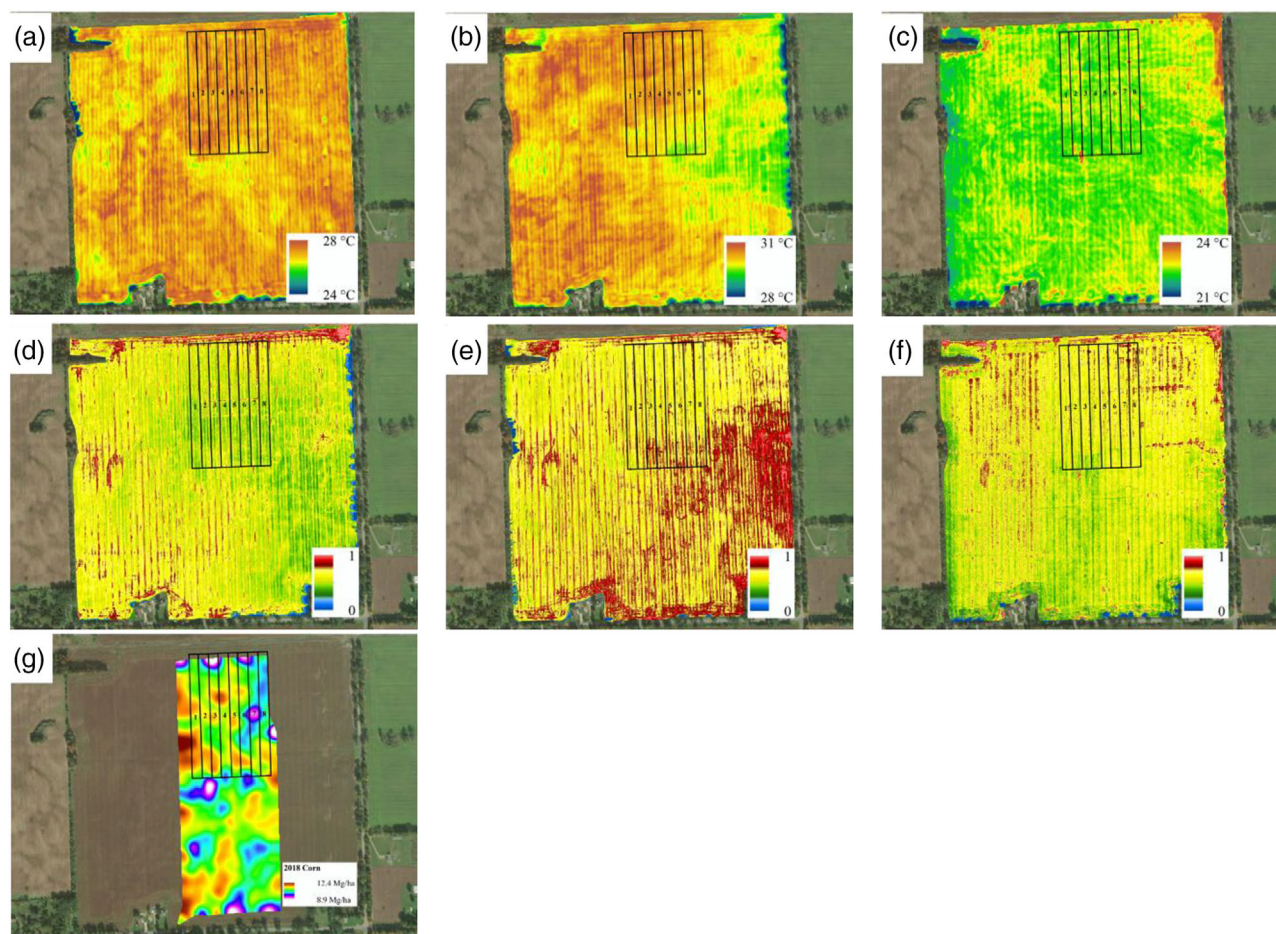 (a)
1 2 3 4 5 6 7 8
28 °C
24 °C
(b)
1 2 3 4 5 6 7 8
31 °C
28 °C
(c)
1 2 3 4 5 6 7 8
24 °C
21 °C
(d)
1 2 3 4 5 6 7 8
1
0
(e)
1 2 3 4 5 6 7 8
1
0
(f)
1 2 3 4 5 6 7 8
1
0
(g)
1 2 3 4 5 7 8
2018 Corn
12.4 Mg/ha
8.9 Mg/ha